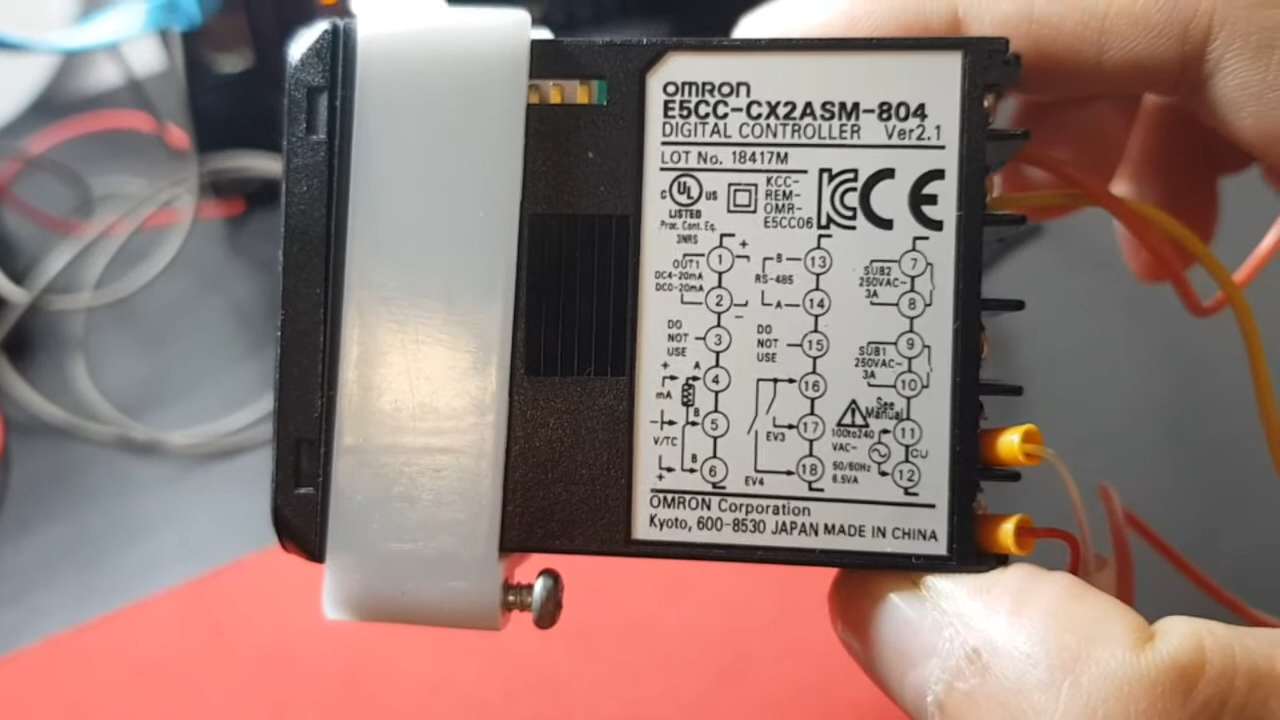 OMRON
E5CC-CX2ASM-804
DIGITAL CONTROLLER Ver2.1
LOT No. 18417M
C UL US
LISTED
Proc. Cont. Eq.
3NRS
KCC-
REM-
OMR-
E5CC06
KC CE
+
1
OUT1
DC4-20mA
DC0-20mA
2
−
DO
NOT
USE
3
+
A
4
mA
−
B
5
V/TC
B
6
+
B
13
RS-485
A
14
DO
NOT
USE
15
16
17
EV3
18
EV4
7
SUB2
250VAC~
3A
8
9
SUB1
250VAC~
3A
10
See
Manual
11
100to240
VAC~
CU
50/60Hz
6.5VA
12
OMRON Corporation
Kyoto, 600-8530 JAPAN MADE IN CHINA